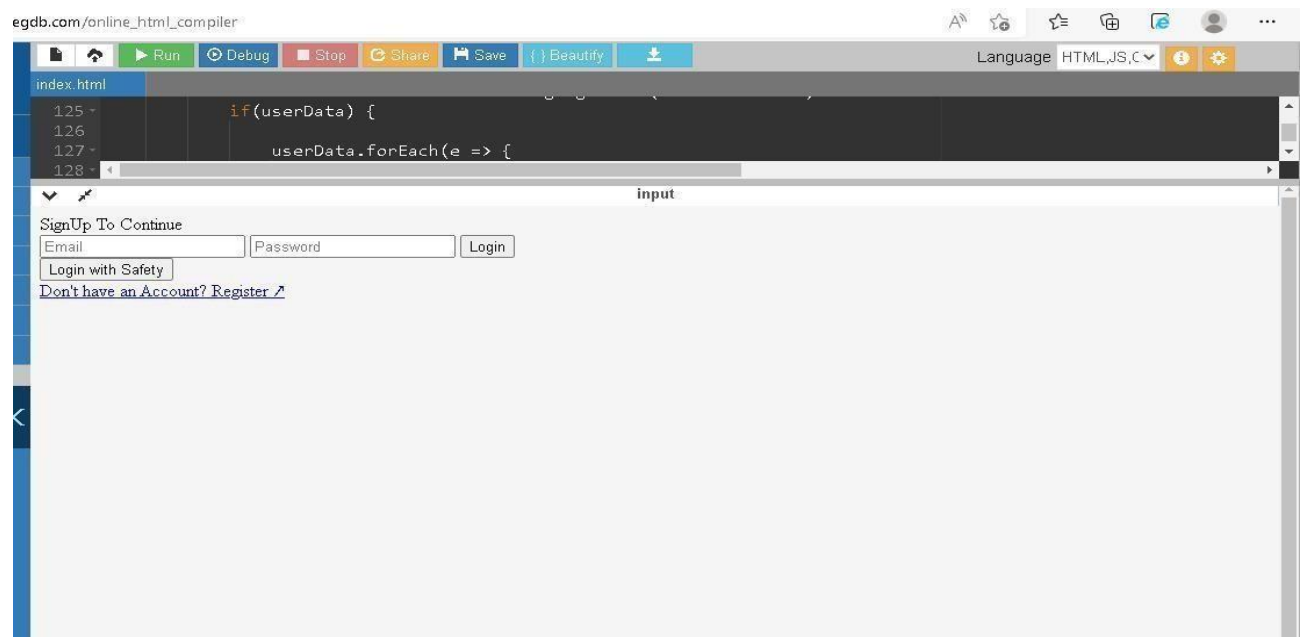 egdb.com/online_html_compiler
Run Debug Stop Share Save { } Beautify Language HTML,JS,C
index.html
125 if(userData) {
126
127 userData.forEach(e => {
128
input
SignUp To Continue
Email Password Login
Login with Safety
Don't have an Account? Register ↗